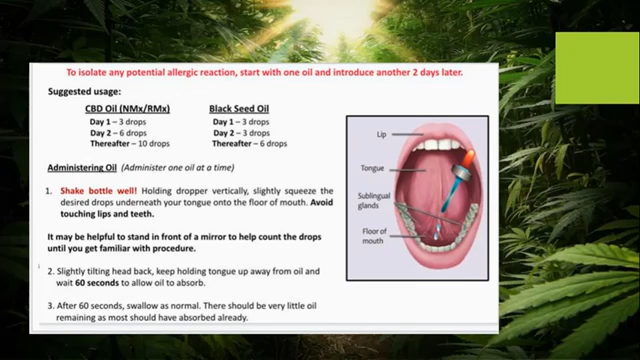 To isolate any potential allergic reaction, start with one oil and introduce another 2 days later.
Suggested usage:
CBD Oil (NMx/RMx)
Day 1 – 3 drops
Day 2 – 6 drops
Thereafter – 10 drops
Black Seed Oil
Day 1 – 3 drops
Day 2 – 3 drops
Thereafter – 6 drops
Administering Oil (Administer one oil at a time)
1. Shake bottle well! Holding dropper vertically, slightly squeeze the
desired drops underneath your tongue onto the floor of mouth. Avoid
touching lips and teeth.
It may be helpful to stand in front of a mirror to help count the drops
until you get familiar with procedure.
2. Slightly tilting head back, keep holding tongue up away from oil and
wait 60 seconds to allow oil to absorb.
3. After 60 seconds, swallow as normal. There should be very little oil
remaining as most should have absorbed already.
Lip
Tongue
Sublingual
glands
Floor of
mouth